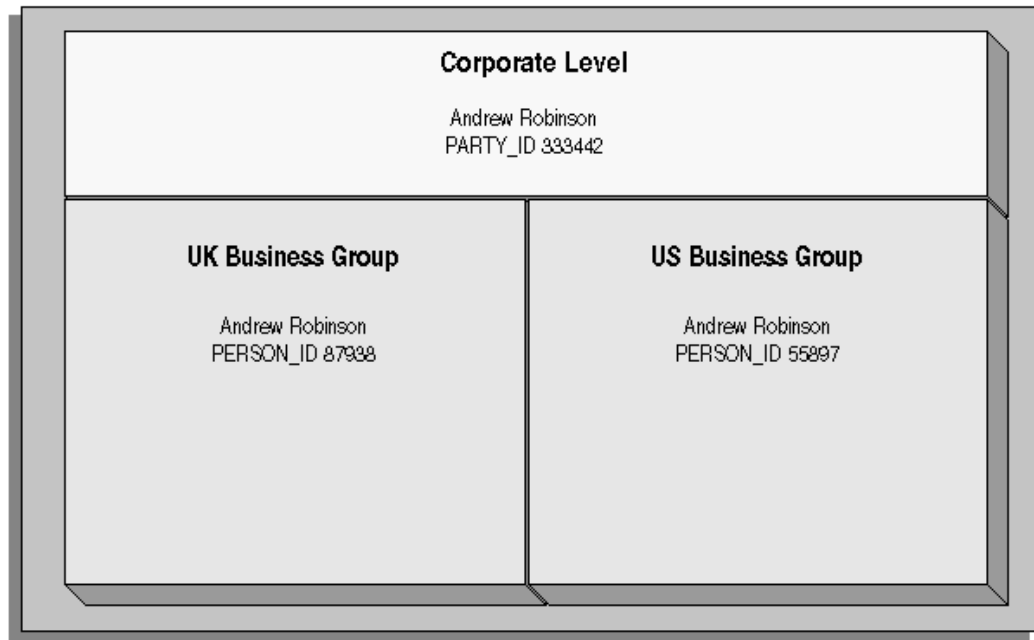 Corporate Level
Andrew Robinson
PARTY_ID 333442
UK Business Group
Andrew Robinson
PERSON_ID 87938
US Business Group
Andrew Robinson
PERSON_ID 55897